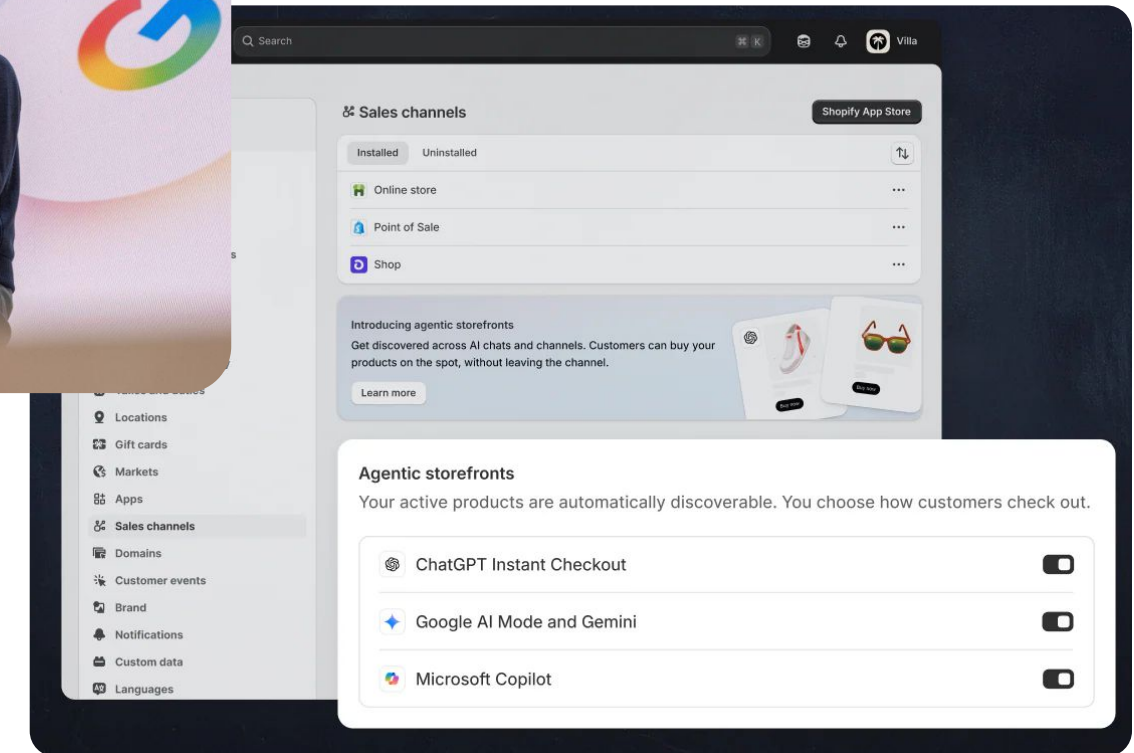 Search
⌘ K
Villa
Sales channels
Shopify App Store
Installed
Uninstalled
Online store
Point of Sale
Shop
Introducing agentic storefronts
Get discovered across AI chats and channels. Customers can buy your
products on the spot, without leaving the channel.
Learn more
Buy now
Buy now
Locations
Gift cards
Markets
Apps
Sales channels
Domains
Customer events
Brand
Notifications
Custom data
Languages
Agentic storefronts
Your active products are automatically discoverable. You choose how customers check out.
ChatGPT Instant Checkout
Google AI Mode and Gemini
Microsoft Copilot